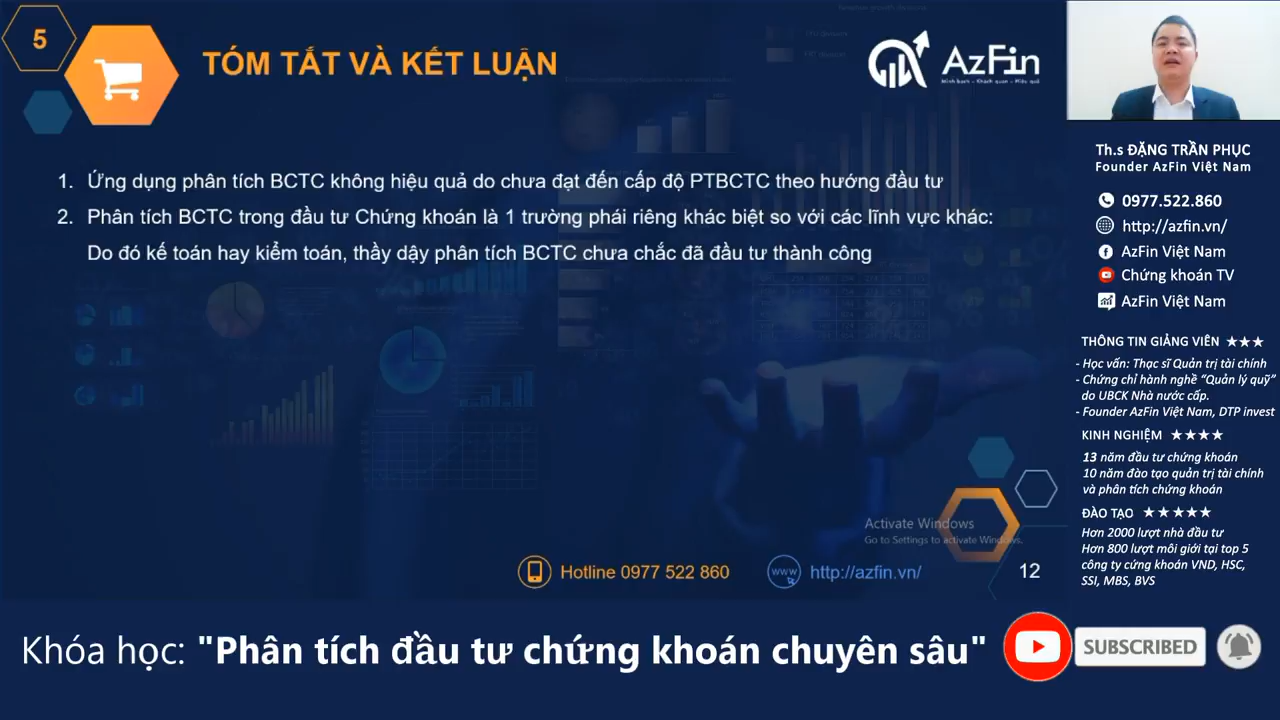 5
TÓM TẮT VÀ KẾT LUẬN
AzFin
Minh bạch - Khách quan - Hiệu quả
1. Ứng dụng phân tích BCTC không hiệu quả do chưa đạt đến cấp độ PTBCTC theo hướng đầu tư
2. Phân tích BCTC trong đầu tư Chứng khoán là 1 trường phái riêng khác biệt so với các lĩnh vực khác:
Do đó kế toán hay kiểm toán, thầy dậy phân tích BCTC chưa chắc đã đầu tư thành công
Activate Windows
Go to Settings to activate Windows.
Hotline 0977 522 860
www
http://azfin.vn/
12
Th.s ĐẶNG TRẦN PHỤC
Founder AzFin Việt Nam
0977.522.860
http://azfin.vn/
AzFin Việt Nam
Chứng khoán TV
AzFin Việt Nam
THÔNG TIN GIẢNG VIÊN ★★★
- Học vấn: Thạc sĩ Quản trị tài chính
- Chứng chỉ hành nghề “Quản lý quỹ”
do UBCK Nhà nước cấp.
- Founder AzFin Việt Nam, DTP invest
KINH NGHIỆM ★★★★
13 năm đầu tư chứng khoán
10 năm đào tạo quản trị tài chính
và phân tích chứng khoán
ĐÀO TẠO ★★★★★
Hơn 2000 lượt nhà đầu tư
Hơn 800 lượt môi giới tại top 5
công ty cứng khoán VND, HSC,
SSI, MBS, BVS
Khóa học: "Phân tích đầu tư chứng khoán chuyên sâu"
SUBSCRIBED